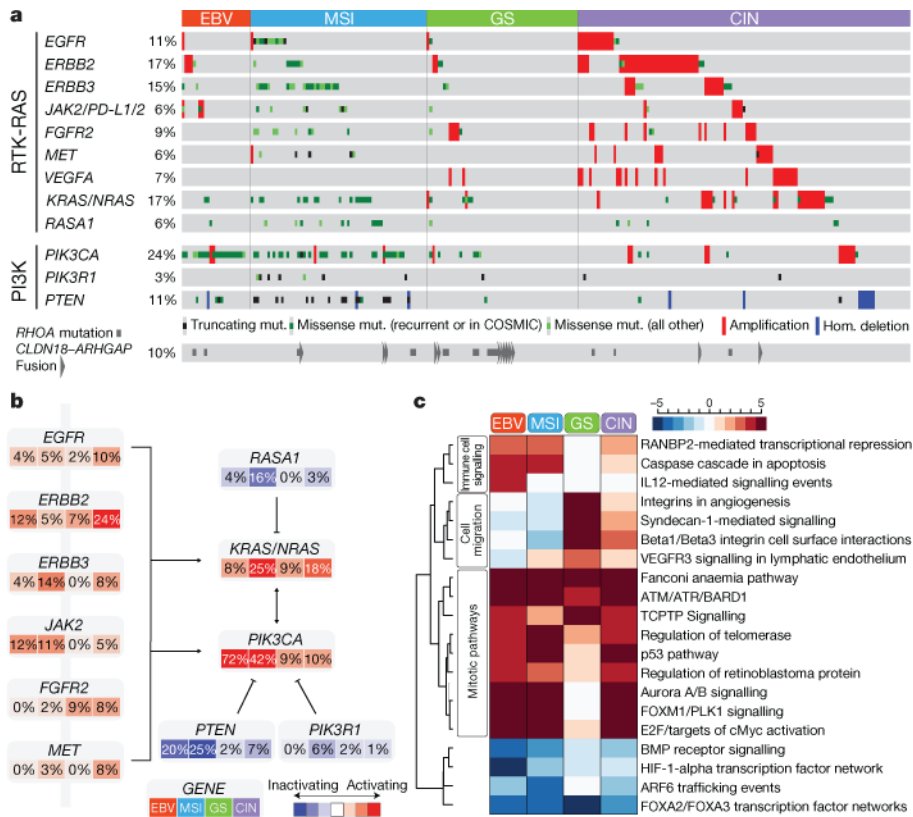 a
EBV MSI GS CIN
RTK–RAS
EGFR 11%
ERBB2 17%
ERBB3 15%
JAK2/PD-L1/2 6%
FGFR2 9%
MET 6%
VEGFA 7%
KRAS/NRAS 17%
RASA1 6%
PI3K
PIK3CA 24%
PIK3R1 3%
PTEN 11%
Truncating mut. Missense mut. (recurrent or in COSMIC) Missense mut. (all other) Amplification Hom. deletion
RHOA mutation
CLDN18–ARHGAP 10%
Fusion
b
EGFR
4% 5% 2% 10%
ERBB2
12% 5% 7% 24%
ERBB3
4% 14% 0% 8%
JAK2
12% 11% 0% 5%
FGFR2
0% 2% 9% 8%
MET
0% 3% 0% 8%
RASA1
4% 16% 0% 3%
KRAS/NRAS
8% 25% 9% 18%
PIK3CA
72% 42% 9% 10%
PTEN
20% 25% 2% 7%
PIK3R1
0% 6% 2% 1%
GENE
EBV MSI GS CIN
Inactivating Activating
c
–5 0 5
EBV MSI GS CIN
Immune cell
signalling
RANBP2-mediated transcriptional repression
Caspase cascade in apoptosis
IL12-mediated signalling events
Cell
migration
Integrins in angiogenesis
Syndecan-1-mediated signalling
Beta1/Beta3 integrin cell surface interactions
VEGFR3 signalling in lymphatic endothelium
Mitotic pathways
Fanconi anaemia pathway
ATM/ATR/BARD1
TCPTP Signalling
Regulation of telomerase
p53 pathway
Regulation of retinoblastoma protein
Aurora A/B signalling
FOXM1/PLK1 signalling
E2F/targets of cMyc activation
BMP receptor signalling
HIF-1-alpha transcription factor network
ARF6 trafficking events
FOXA2/FOXA3 transcription factor networks